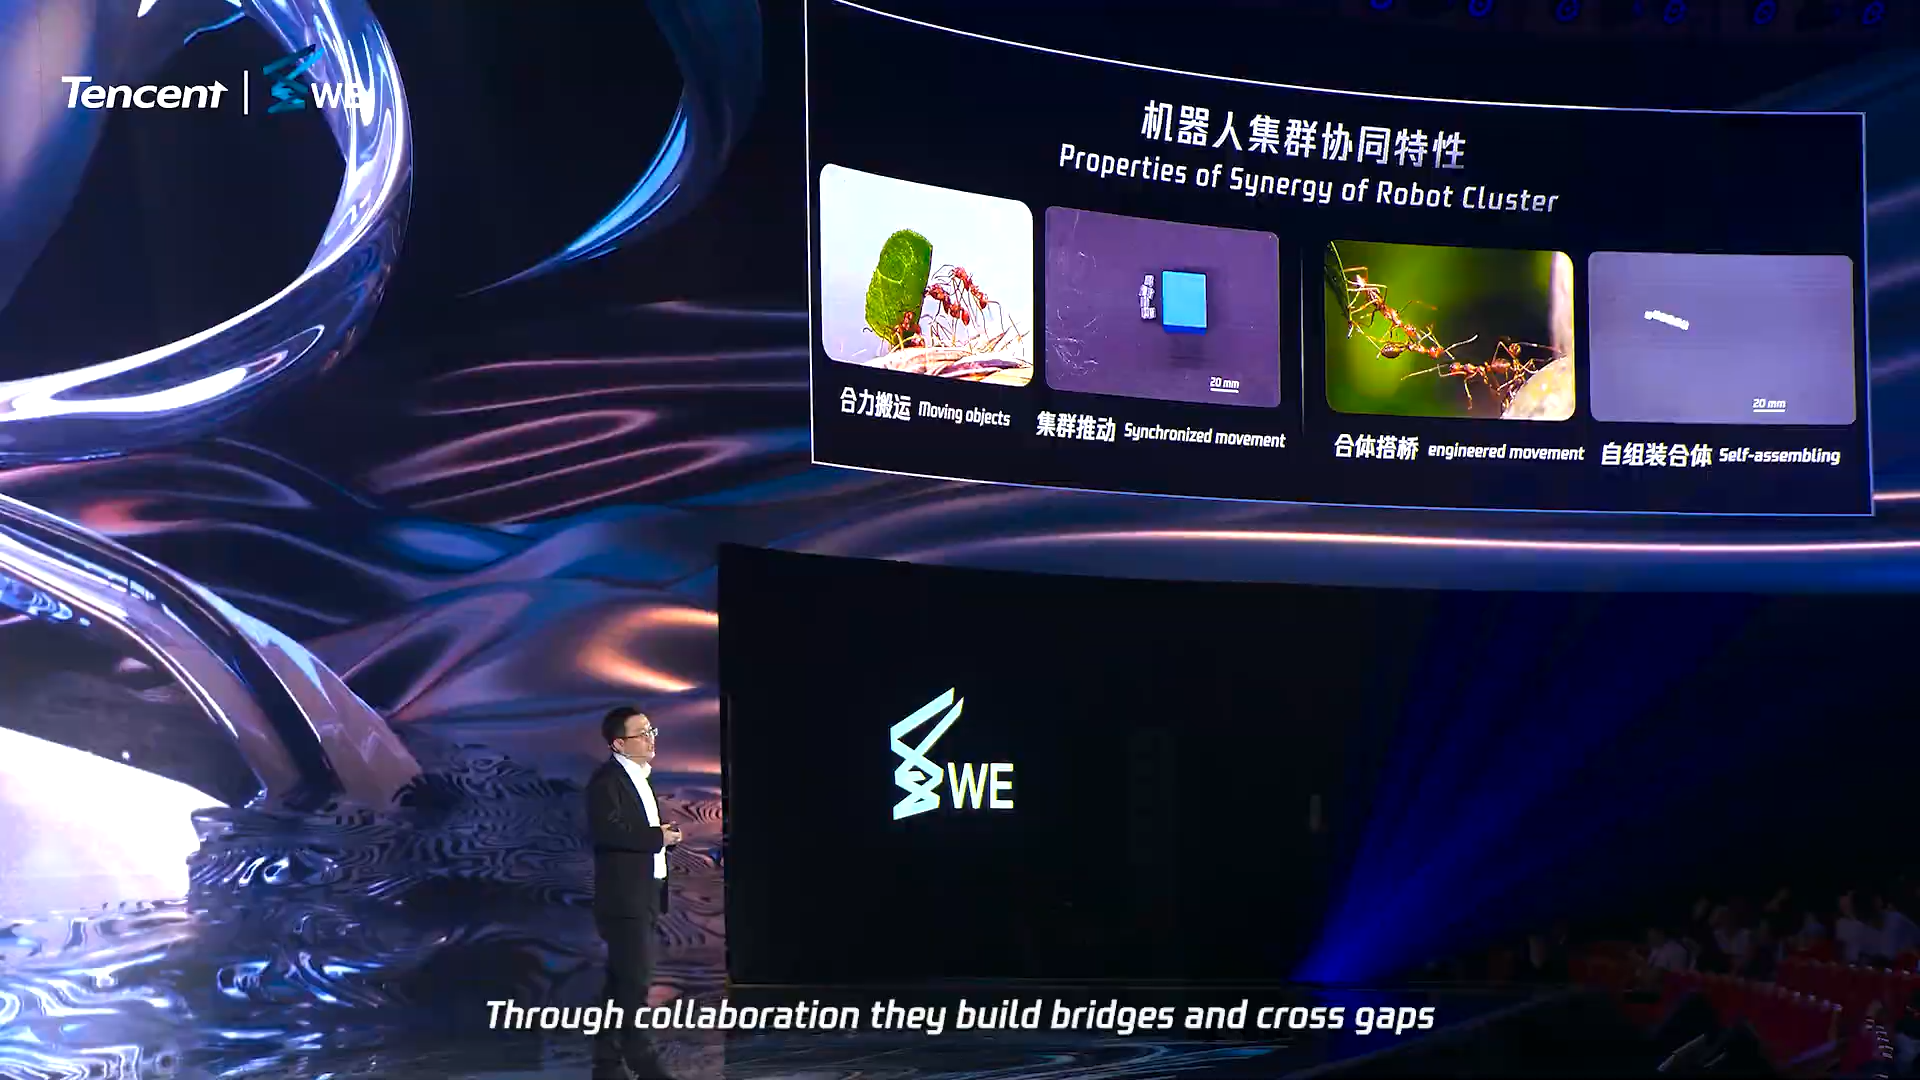 Tencent | WE
机器人集群协同特性
Properties of Synergy of Robot Cluster
20 mm
20 mm
合力搬运 Moving objects
集群推动 Synchronized movement
合体搭桥 engineered movement
自组装合体 Self-assembling
WE
Through collaboration they build bridges and cross gaps